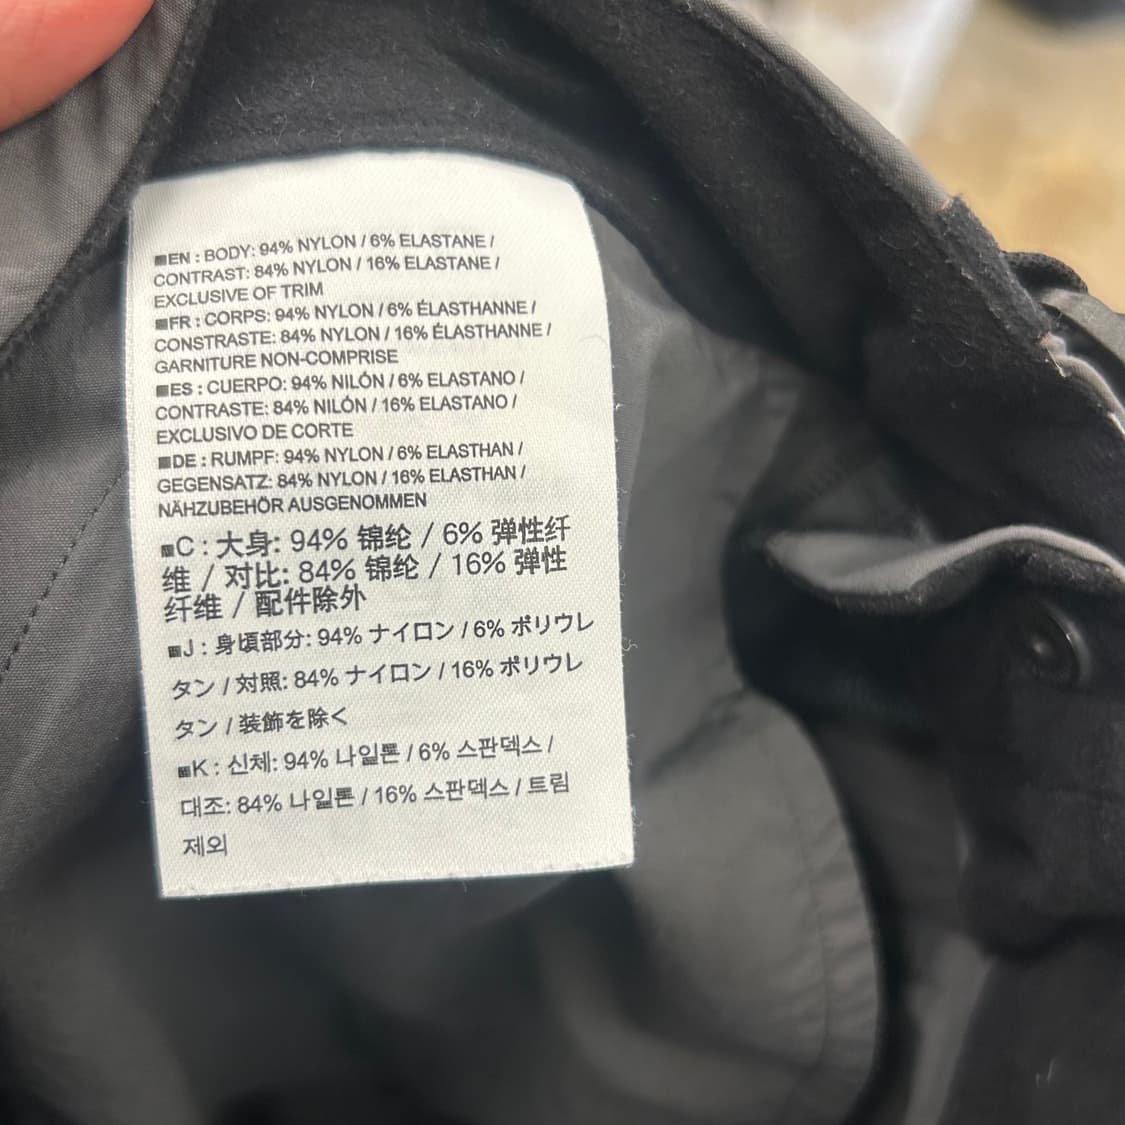 ■EN : BODY: 94% NYLON / 6% ELASTANE /
CONTRAST: 84% NYLON / 16% ELASTANE /
EXCLUSIVE OF TRIM
■FR : CORPS: 94% NYLON / 6% ÉLASTHANNE /
CONSTRASTE: 84% NYLON / 16% ÉLASTHANNE /
GARNITURE NON-COMPRISE
■ES : CUERPO: 94% NILÓN / 6% ELASTANO /
CONTRASTE: 84% NILÓN / 16% ELASTANO /
EXCLUSIVO DE CORTE
■DE : RUMPF: 94% NYLON / 6% ELASTHAN /
GEGENSATZ: 84% NYLON / 16% ELASTHAN /
NÄHZUBEHÖR AUSGENOMMEN
■C : 大身: 94% 锦纶 / 6% 弹性纤
维 / 对比: 84% 锦纶 / 16% 弹性
纤维 / 配件除外
■J : 身頃部分: 94% ナイロン / 6% ポリウレ
タン / 対照: 84% ナイロン / 16% ポリウレ
タン / 装飾を除く
■K : 신체: 94% 나일론 / 6% 스판덱스 /
대조: 84% 나일론 / 16% 스판덱스 / 트림
제외